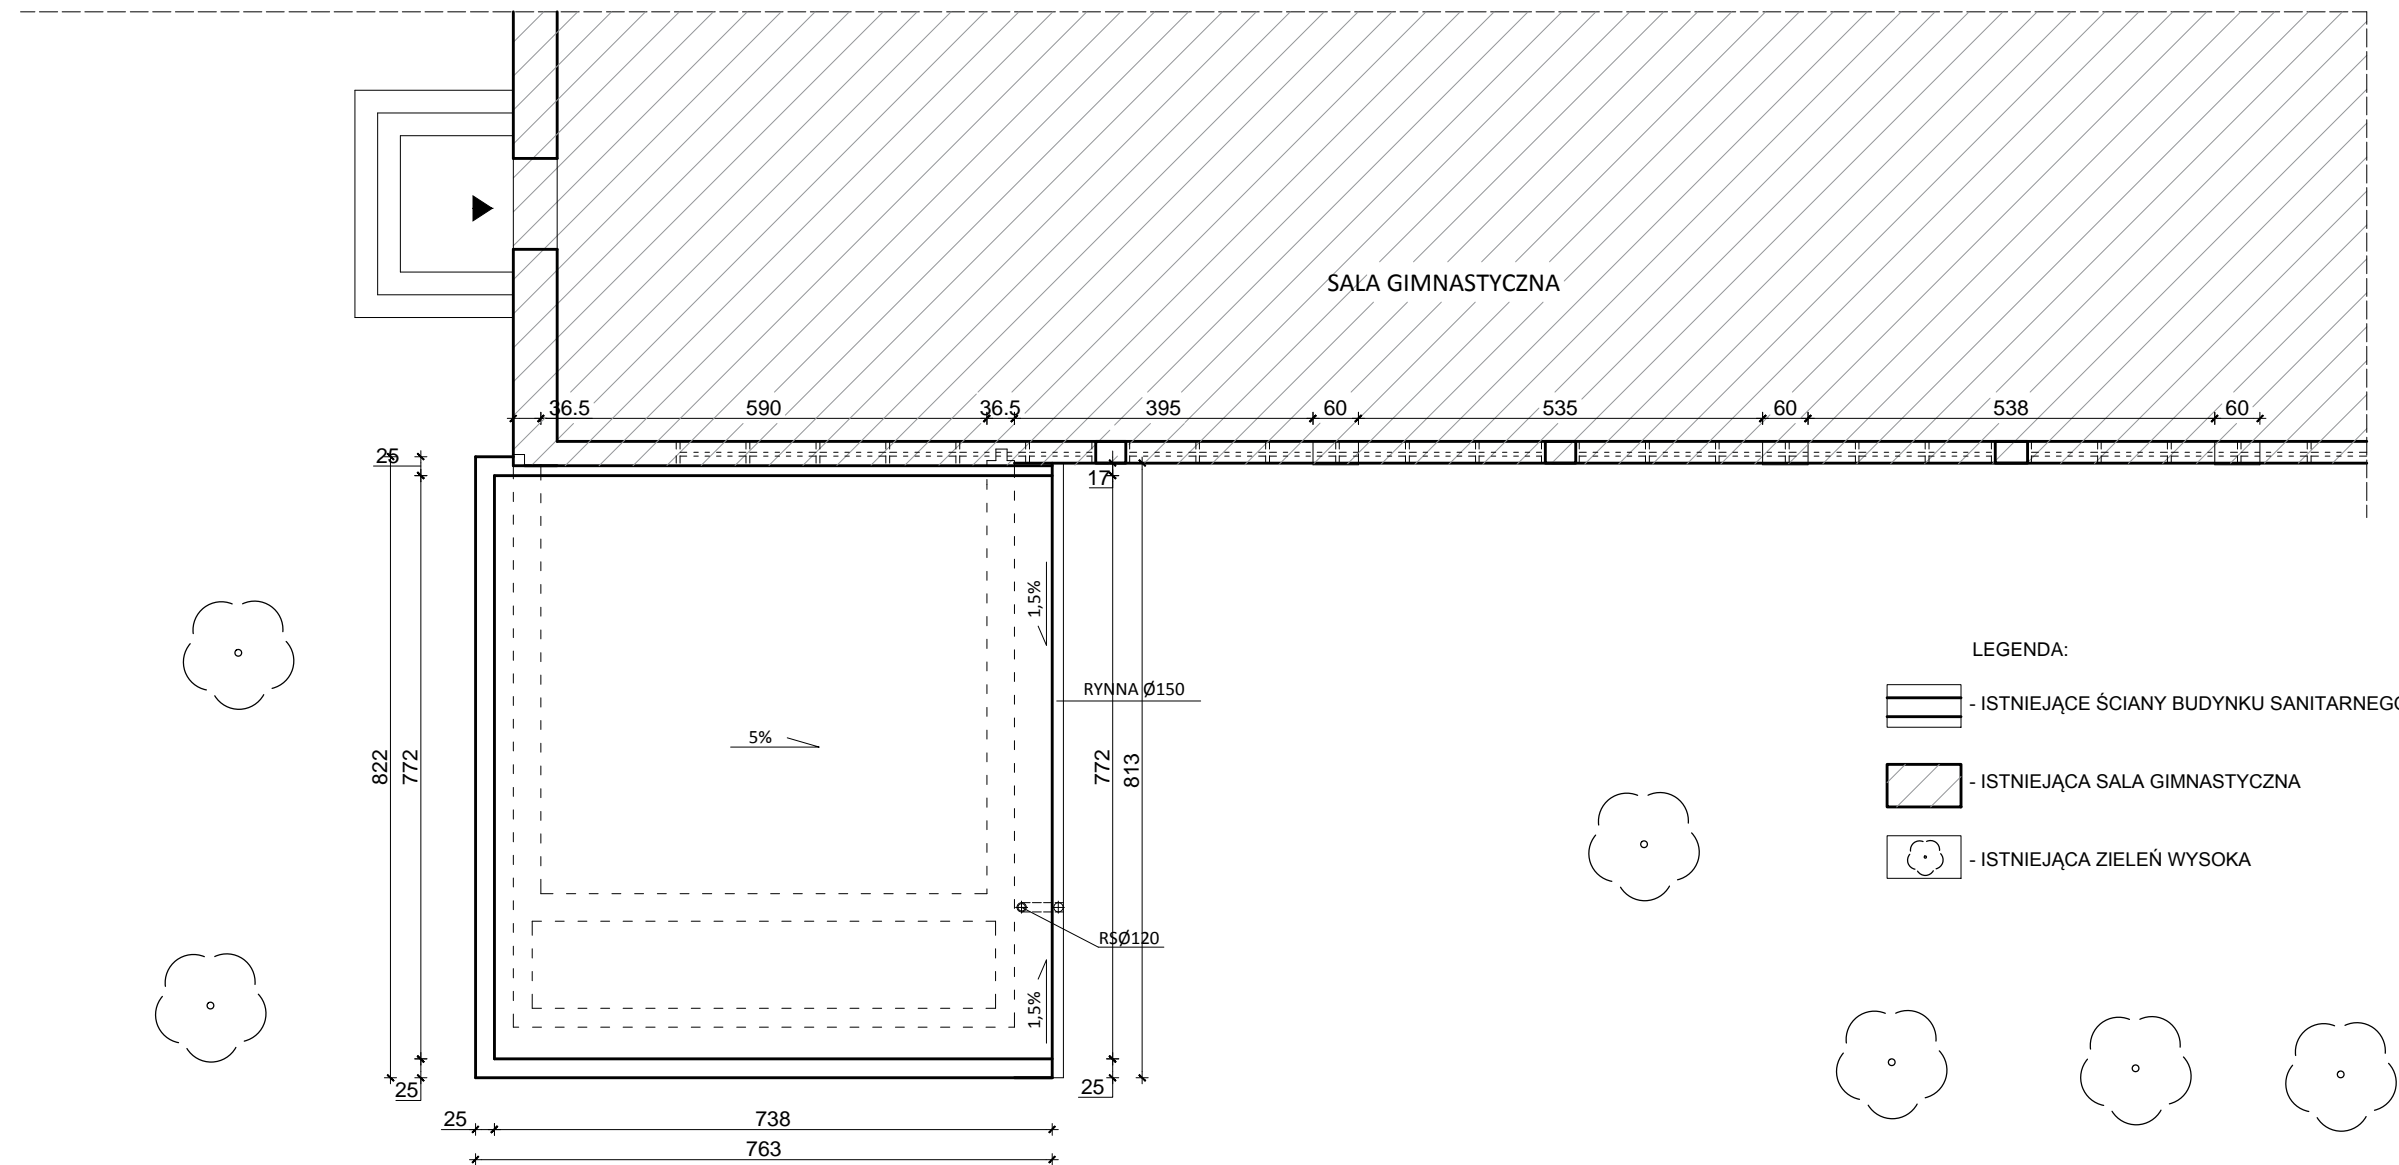 SALA GIMNASTYCZNA
36.5 590 36.5 395 60 535 60 538 60
25
17
1,5%
LEGENDA:
RYNNA Ø150
- ISTNIEJĄCE ŚCIANY BUDYNKU SANITARNEGO
5%
822 772 772 813
- ISTNIEJĄCA SALA GIMNASTYCZNA
- ISTNIEJĄCA ZIELEŃ WYSOKA
RSØ120
1,5%
25 25
25 738
763